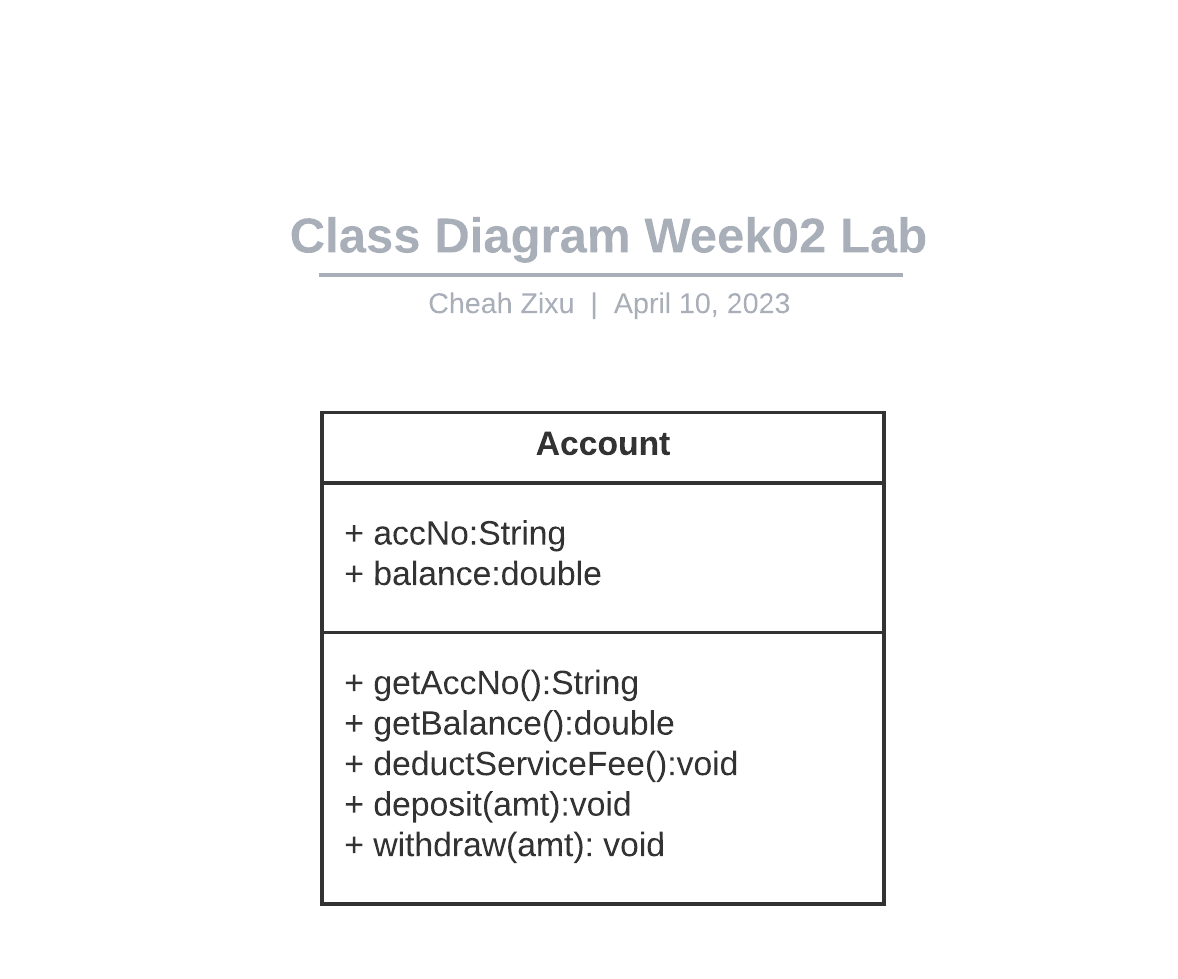 Class Diagram Week02 Lab
Cheah Zixu | April 10, 2023
Account
+ accNo:String
+ balance:double
+ getAccNo():String
+ getBalance():double
+ deductServiceFee():void
+ deposit(amt):void
+ withdraw(amt): void